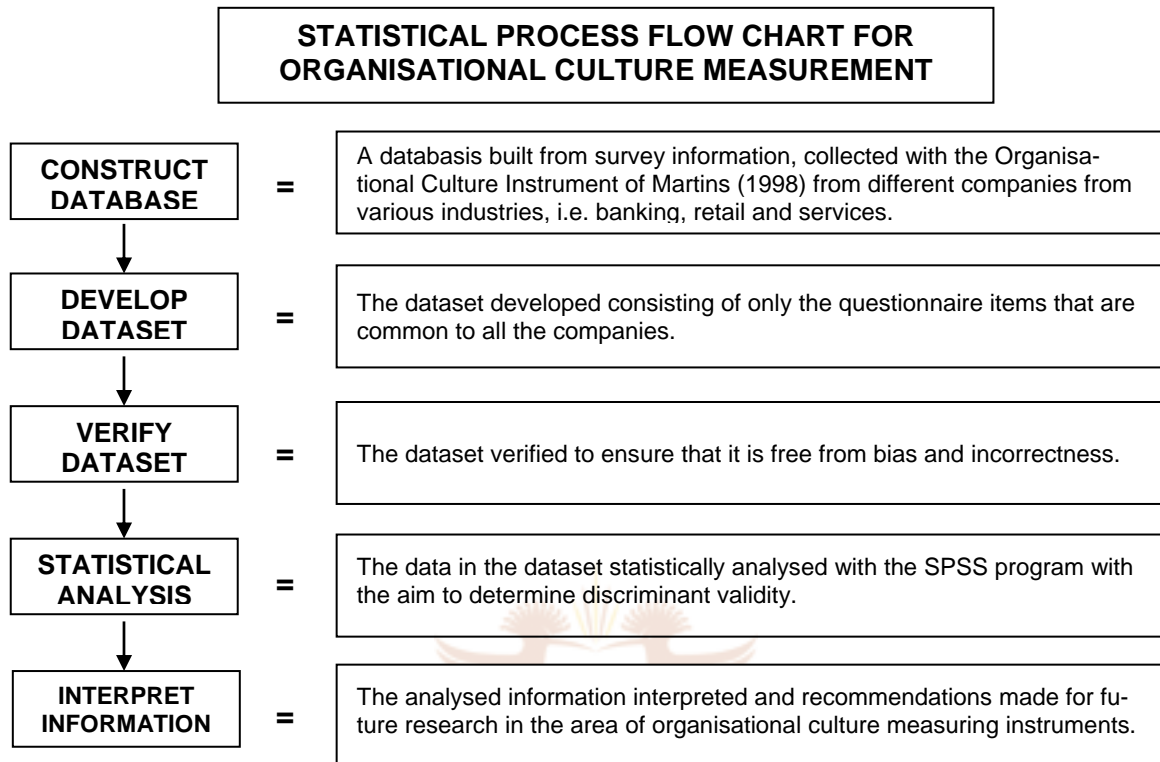 STATISTICAL PROCESS FLOW CHART FOR
ORGANISATIONAL CULTURE MEASUREMENT
CONSTRUCT
DATABASE
=
A databasis built from survey information, collected with the Organisa-
tional Culture Instrument of Martins (1998) from different companies from
various industries, i.e. banking, retail and services.
DEVELOP
DATASET
=
The dataset developed consisting of only the questionnaire items that are
common to all the companies.
VERIFY
DATASET
=
The dataset verified to ensure that it is free from bias and incorrectness.
STATISTICAL
ANALYSIS
=
The data in the dataset statistically analysed with the SPSS program with
the aim to determine discriminant validity.
INTERPRET
INFORMATION
=
The analysed information interpreted and recommendations made for fu-
ture research in the area of organisational culture measuring instruments.